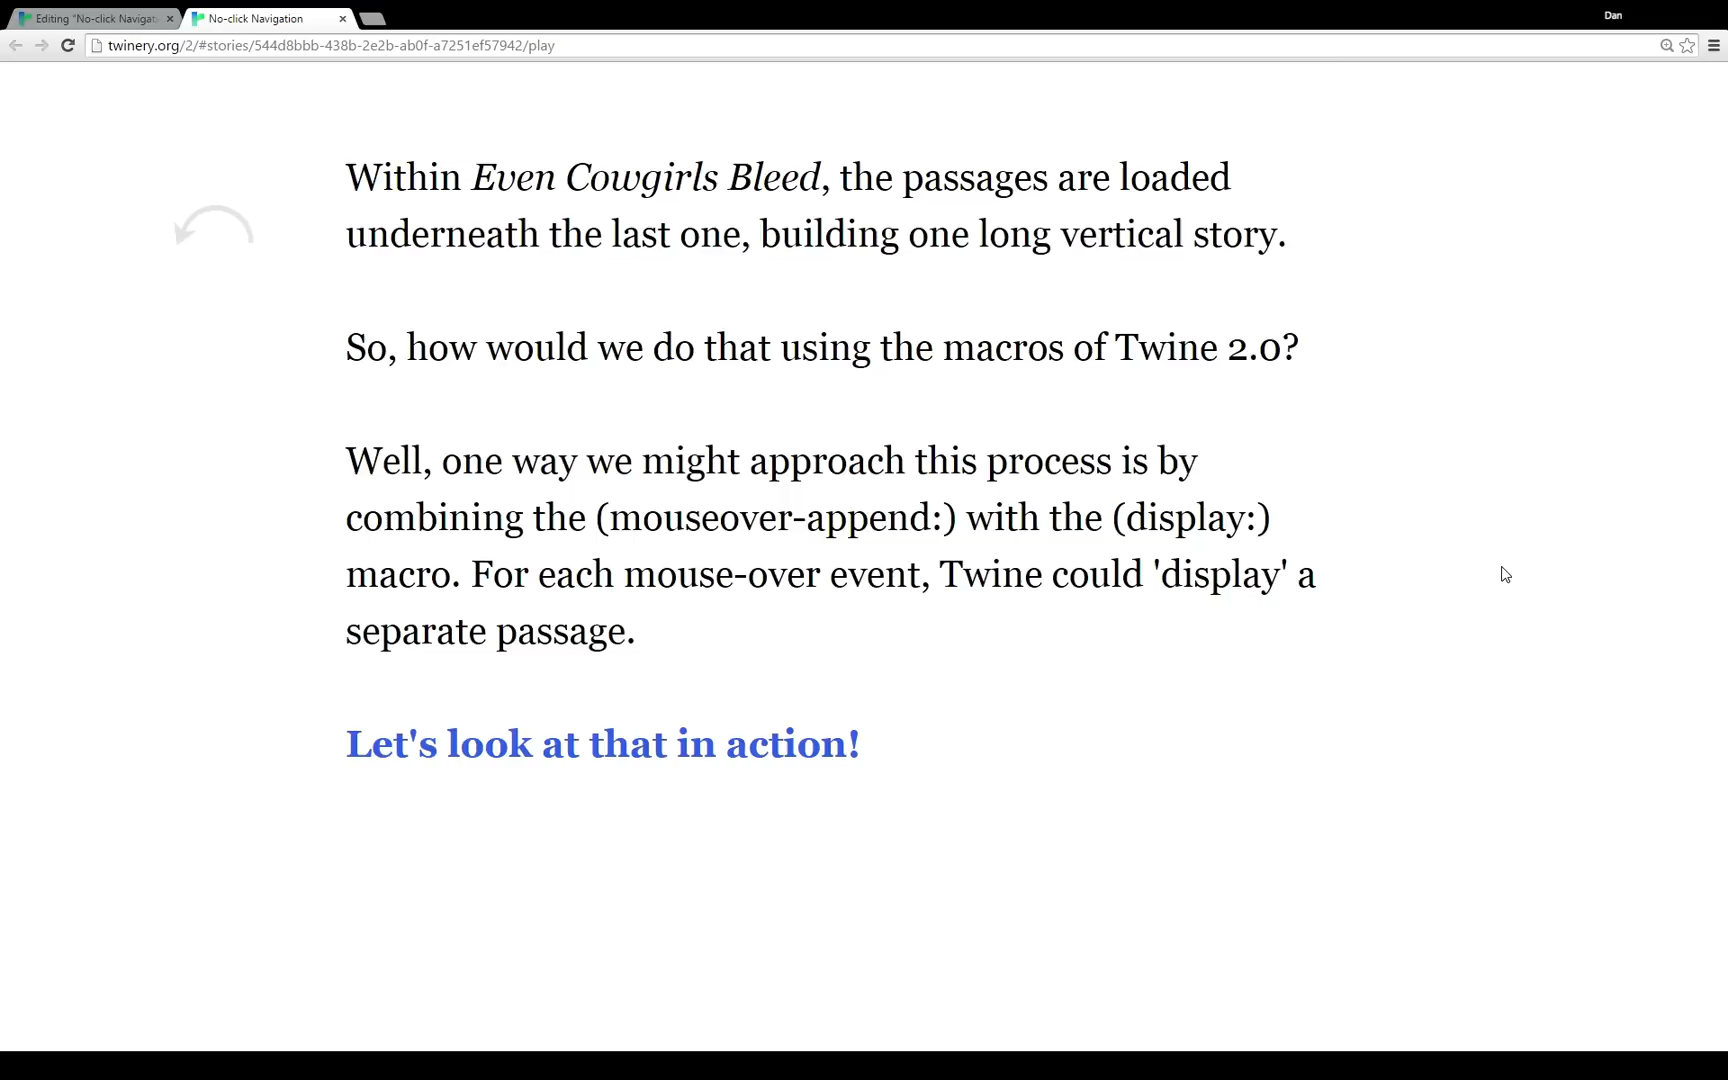 Editing "No-click Navigat
No-click Navigation
Dan
twinery.org/2/#stories/544d8bbb-438b-2e2b-ab0f-a7251ef57942/play
Within Even Cowgirls Bleed, the passages are loaded
underneath the last one, building one long vertical story.
So, how would we do that using the macros of Twine 2.0?
Well, one way we might approach this process is by
combining the (mouseover-append:) with the (display:)
macro. For each mouse-over event, Twine could 'display' a
separate passage.
Let's look at that in action!